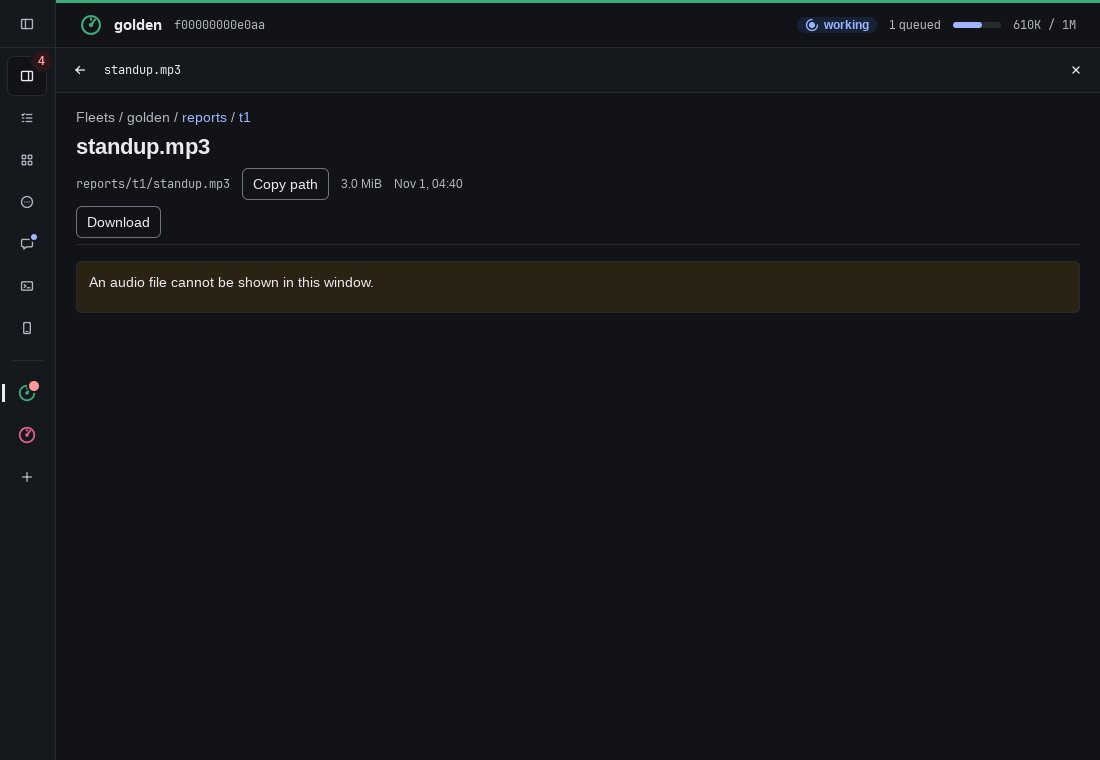 golden f00000000e0aa working 1 queued 610K / 1M
4
standup.mp3
Fleets / golden / reports / t1
standup.mp3
reports/t1/standup.mp3 Copy path 3.0 MiB Nov 1, 04:40
Download
An audio file cannot be shown in this window.